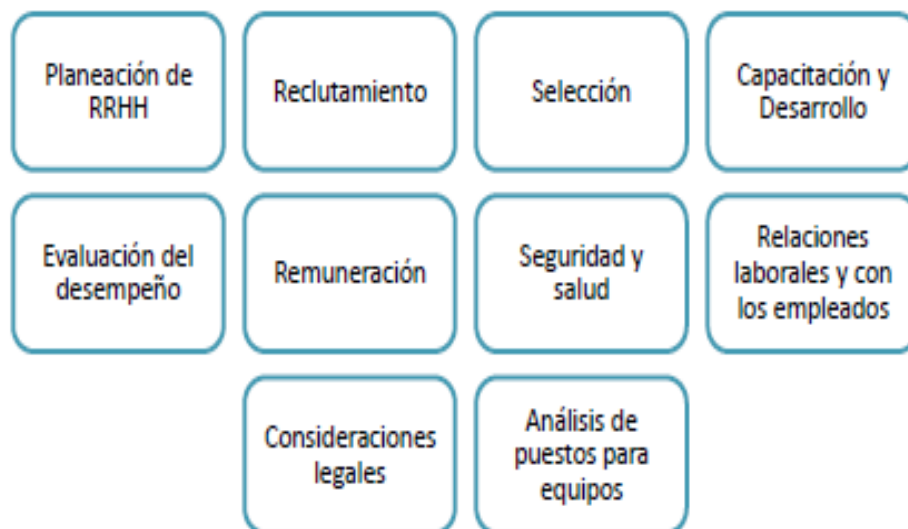 Planeación de
RRHH
Reclutamiento
Selección
Capacitación y
Desarrollo
Evaluación del
desempeño
Remuneración
Seguridad y
salud
Relaciones
laborales y con
los empleados
Consideraciones
legales
Análisis de
puestos para
equipos